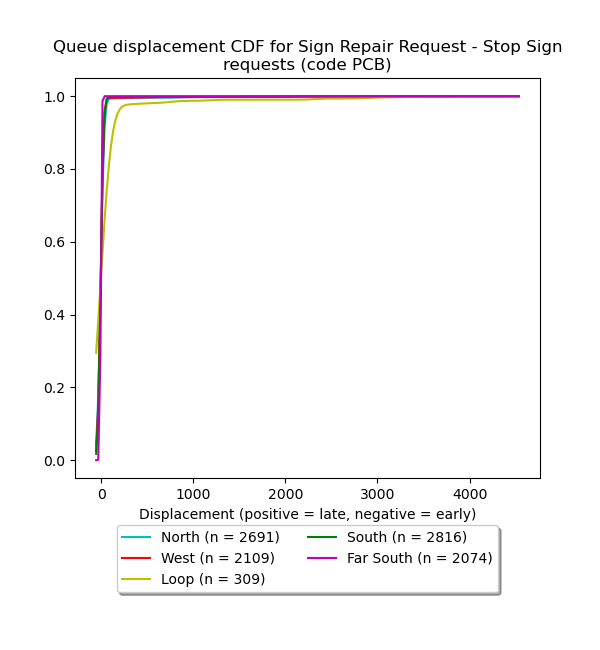 Queue displacement CDF for Sign Repair Request - Stop Sign
requests (code PCB)
1.0
0.8
0.6
0.4
0.2
0.0
0 1000 2000 3000 4000
Displacement (positive = late, negative = early)
North (n = 2691) South (n = 2816)
West (n = 2109) Far South (n = 2074)
Loop (n = 309)